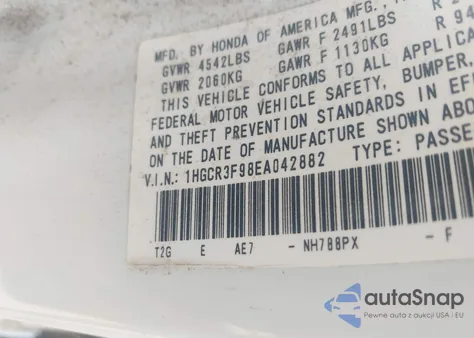 MFD. BY HONDA OF AMERICA MFG.,
GVWR 4542LBS GAWR F 2491LBS R
GVWR 2060KG GAWR F 1130KG R 94
THIS VEHICLE CONFORMS TO ALL APPLICA
FEDERAL MOTOR VEHICLE SAFETY, BUMPER,
AND THEFT PREVENTION STANDARDS IN EF
ON THE DATE OF MANUFACTURE SHOWN ABO
V.I.N.: 1HGCR3F98EA042882 TYPE: PASSE
T2G E AE7 - NH788PX - F
autoSnap
Pewne auta z aukcji USA i EU